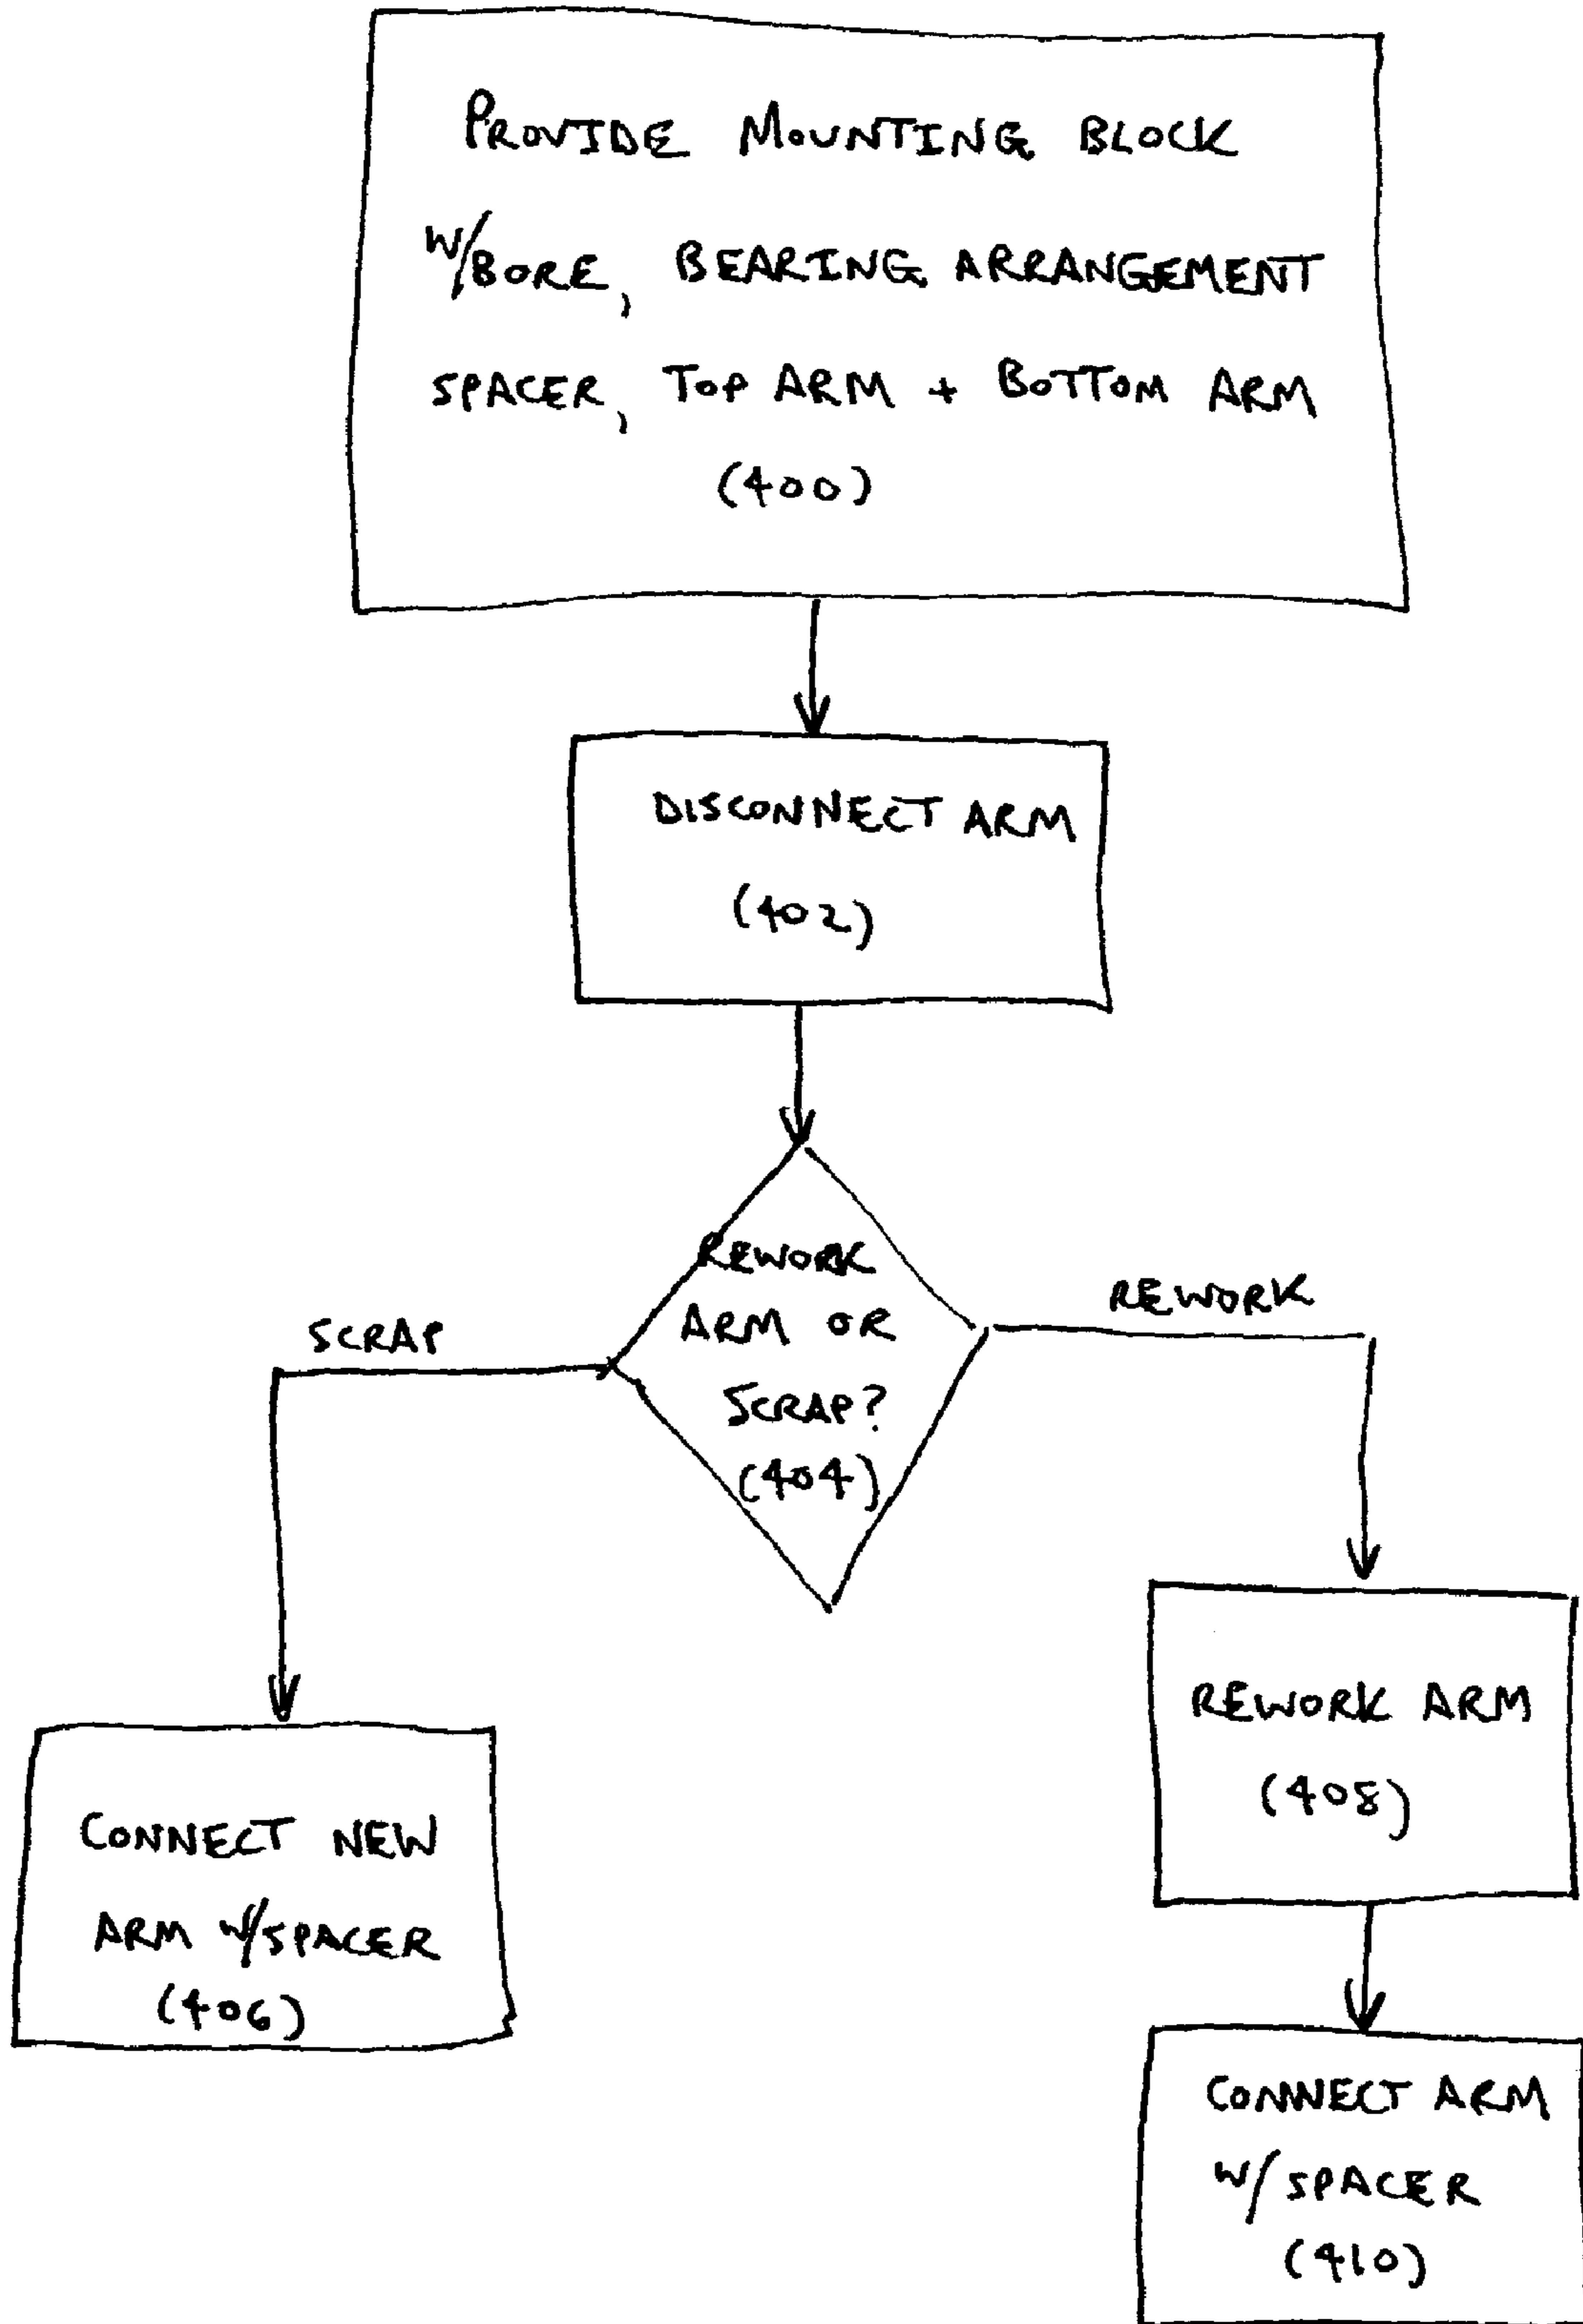 PROVIDE MOUNTING BLOCK
W/BORE, BEARING ARRANGEMENT
SPACER, TOP ARM + BOTTOM ARM
(400)
DISCONNECT ARM
(402)
REWORK
ARM OR
SCRAP?
(404)
SCRAP
REWORK
CONNECT NEW
ARM W/SPACER
(406)
REWORK ARM
(408)
CONNECT ARM
W/SPACER
(410)